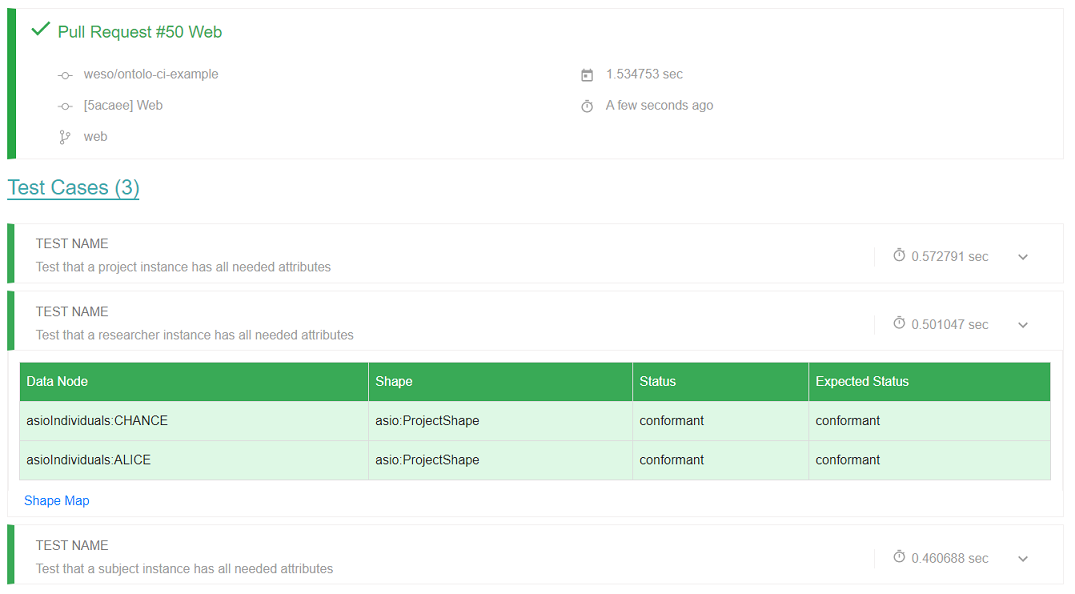 Pull Request #50 Web
weso/ontolo-ci-example
1.534753 sec
[5acaee] Web
A few seconds ago
web
Test Cases (3)
TEST NAME
Test that a project instance has all needed attributes
0.572791 sec
TEST NAME
Test that a researcher instance has all needed attributes
0.501047 sec
Data Node Shape Status Expected Status
asioIndividuals:CHANCE asio:ProjectShape conformant conformant
asioIndividuals:ALICE asio:ProjectShape conformant conformant
Shape Map
TEST NAME
Test that a subject instance has all needed attributes
0.460688 sec